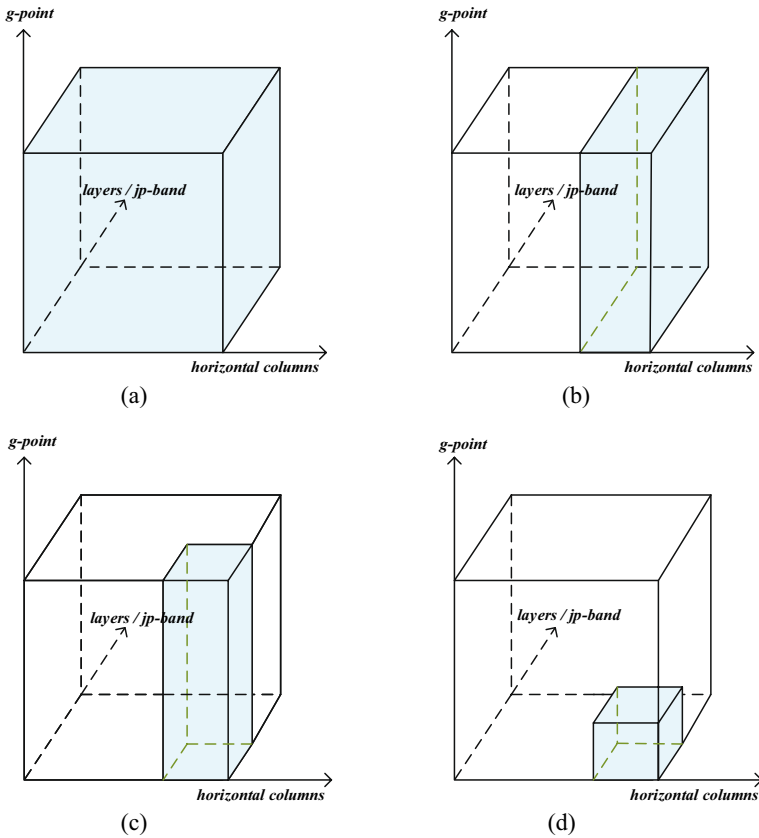 g-point
layers / jp-band
horizontal columns
(a)
g-point
layers / jp-band
horizontal columns
(b)
g-point
layers / jp-band
horizontal columns
(c)
g-point
layers / jp-band
horizontal columns
(d)